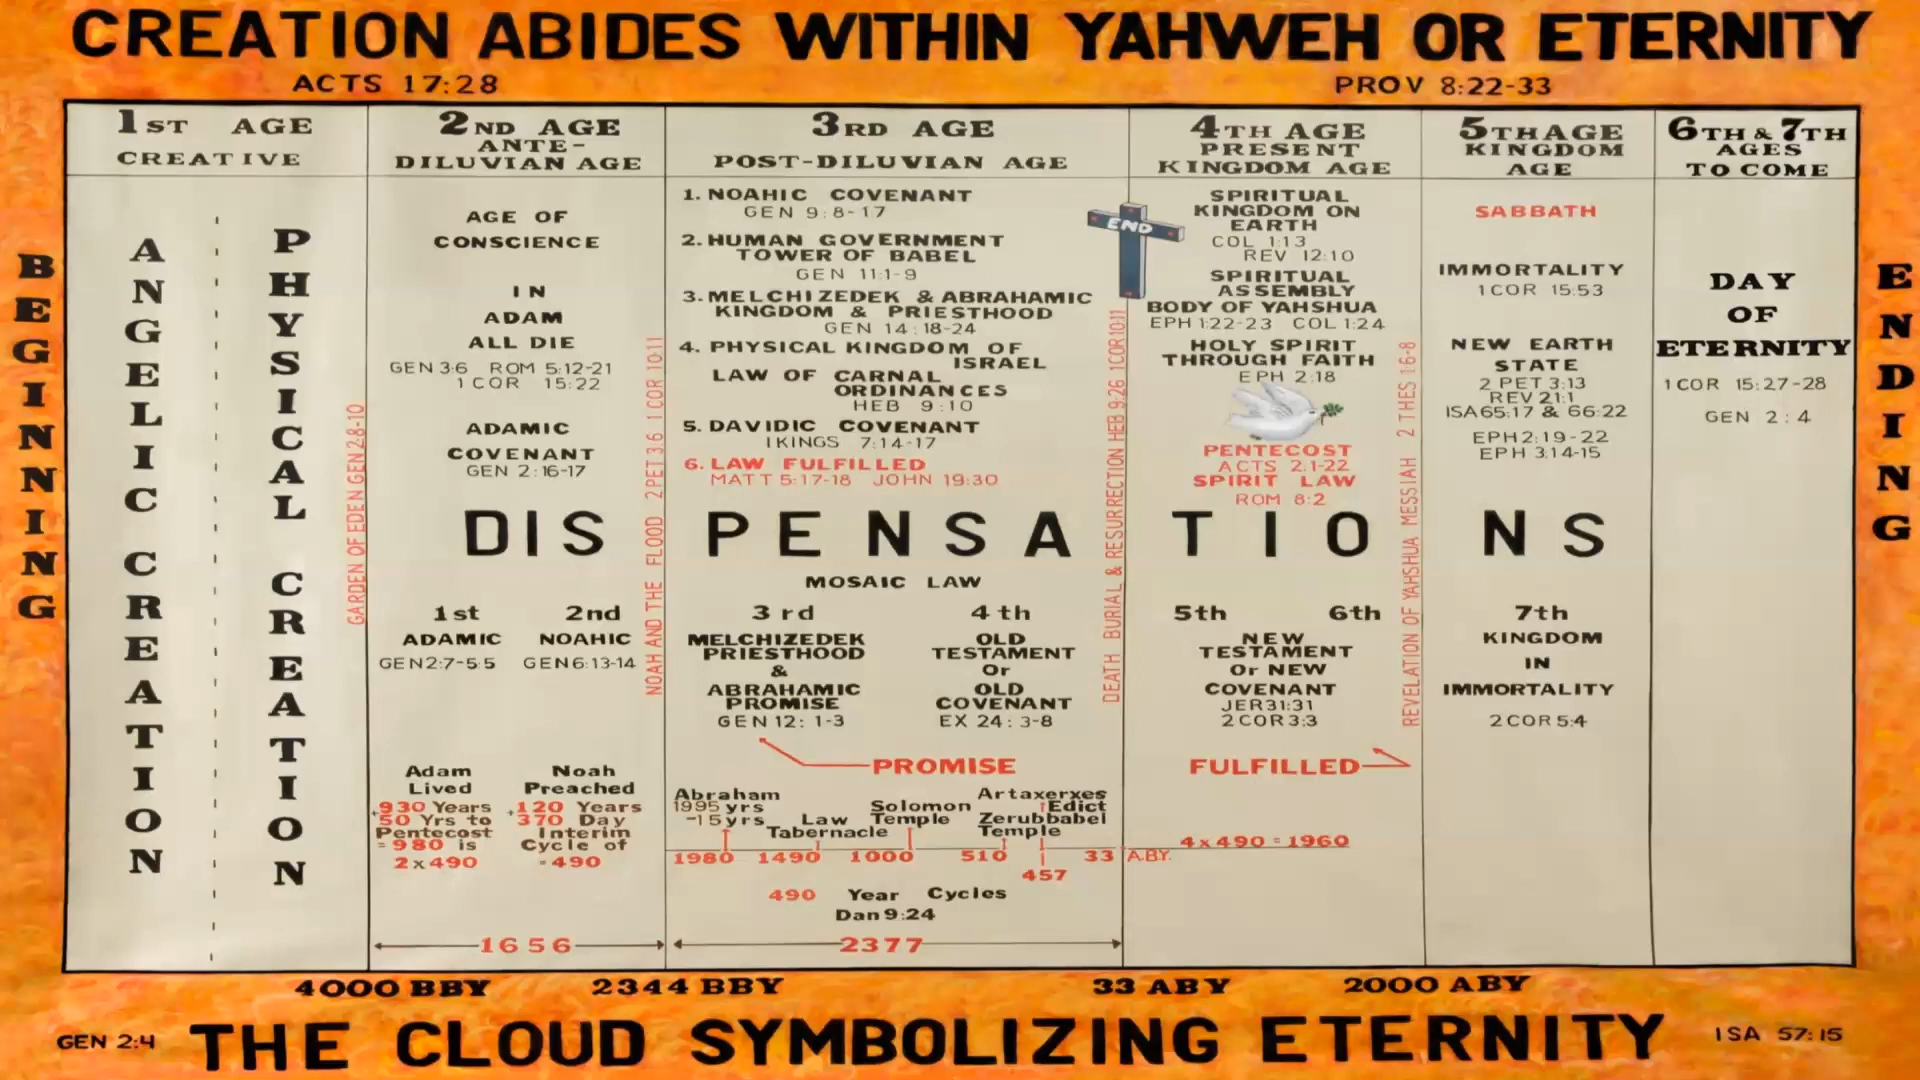 CREATION ABIDES WITHIN YAHWEH OR ETERNITY
ACTS 17:28
PROV 8:22-33
BEGINNING
1ST AGE
CREATIVE
ANGELIC CREATION
PHYSICAL CREATION
GARDEN OF EDEN GEN 2:8-10
2ND AGE
ANTE-
DILUVIAN AGE
AGE OF
CONSCIENCE
IN
ADAM
ALL DIE
GEN 3:6 ROM 5:12-21
1 COR 15:22
ADAMIC
COVENANT
GEN 2:16-17
NOAH AND THE FLOOD 2 PET 3:6 1 COR 10:11
3RD AGE
POST-DILUVIAN AGE
1. NOAHIC COVENANT
GEN 9:8-17
2. HUMAN GOVERNMENT
TOWER OF BABEL
GEN 11:1-9
3. MELCHIZEDEK & ABRAHAMIC
KINGDOM & PRIESTHOOD
GEN 14:18-24
4. PHYSICAL KINGDOM OF
ISRAEL
LAW OF CARNAL
ORDINANCES
HEB 9:10
5. DAVIDIC COVENANT
1 KINGS 7:14-17
6. LAW FULFILLED
MATT 5:17-18 JOHN 19:30
END
DEATH BURIAL & RESURRECTION HEB 9:26 1COR10:11
4TH AGE
PRESENT
KINGDOM AGE
SPIRITUAL
KINGDOM ON
EARTH
COL 1:13
REV 12:10
SPIRITUAL
ASSEMBLY
BODY OF YAHSHUA
EPH 1:22-23 COL 1:24
HOLY SPIRIT
THROUGH FAITH
EPH 2:18
PENTECOST
ACTS 2:1-22
SPIRIT LAW
ROM 8:2
REVELATION OF YAHSHUA MESSIAH 2 THES 1:6-8
5TH AGE
KINGDOM
AGE
SABBATH
IMMORTALITY
1 COR 15:53
NEW EARTH
STATE
2 PET 3:13
REV 21:1
ISA 65:17 & 66:22
EPH 2:19-22
EPH 3:14-15
6TH & 7TH
AGES
TO COME
DAY
OF
ETERNITY
1 COR 15:27-28
GEN 2:4
ENDING
DISPENSATIONS
MOSAIC LAW
1st
ADAMIC
GEN 2:7-5:5
2nd
NOAHIC
GEN 6:13-14
3rd
MELCHIZEDEK
PRIESTHOOD
&
ABRAHAMIC
PROMISE
GEN 12:1-3
4th
OLD
TESTAMENT
Or
OLD
COVENANT
EX 24:3-8
5th 6th
NEW
TESTAMENT
Or NEW
COVENANT
JER 31:31
2 COR 3:3
7th
KINGDOM
IN
IMMORTALITY
2 COR 5:4
PROMISE
FULFILLED
Adam
Lived
930 Years
+50 Yrs to
Pentecost
= 980 is
2 x 490
Noah
Preached
120 Years
+370 Day
Interim
Cycle of
= 490
Abraham
1995 yrs
-15 yrs
Law
Tabernacle
Solomon
Temple
Artaxerxes
Edict
Zerubbabel
Temple
1980 1490 1000 510 33 A.BY.
457
4 x 490 = 1960
490 Year Cycles
Dan 9:24
1656
2377
4000 BBY
2344 BBY
33 ABY
2000 ABY
GEN 2:4
THE CLOUD SYMBOLIZING ETERNITY
ISA 57:15